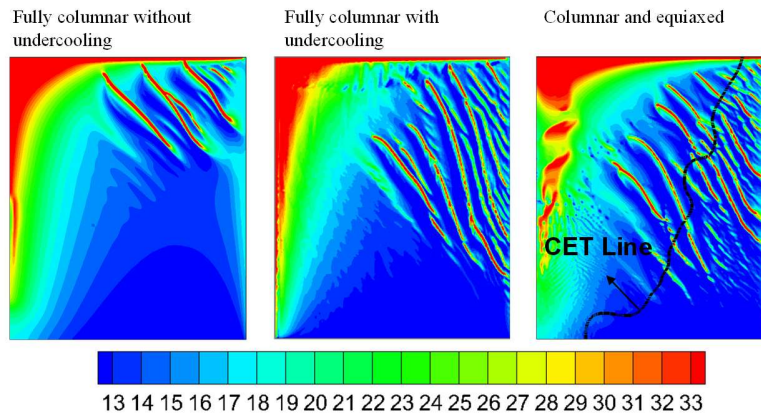 Fully columnar without
undercooling
Fully columnar with
undercooling
Columnar and equiaxed
CET Line
13 14 15 16 17 18 19 20 21 22 23 24 25 26 27 28 29 30 31 32 33